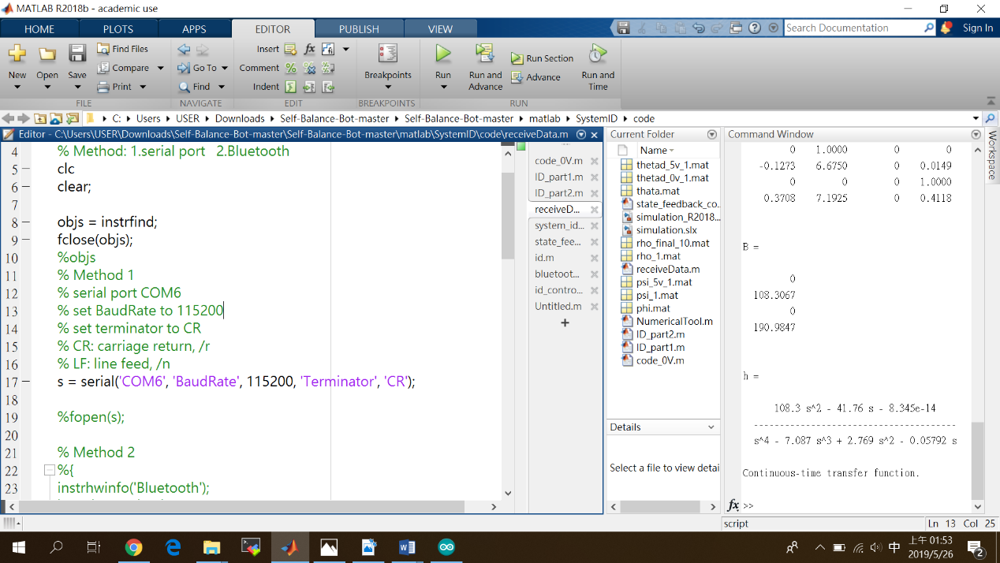 MATLAB R2018b - academic use
HOME PLOTS APPS EDITOR PUBLISH VIEW
Search Documentation
Sign In
New
Open
Save
Find Files
Compare
Print
Go To
Find
Insert
Comment
Indent
Breakpoints
Run
Run and Advance
Run Section
Advance
Run and Time
FILE NAVIGATE EDIT BREAKPOINTS RUN
C: Users USER Downloads Self-Balance-Bot-master Self-Balance-Bot-master matlab SystemID code
Editor - C:\Users\USER\Downloads\Self-Balance-Bot-master\Self-Balance-Bot-master\matlab\SystemID\code\receiveData.m
4 % Method: 1.serial port 2.Bluetooth
5 clc
6 clear;
7
8 objs = instrfind;
9 fclose(objs);
10 %objs
11 % Method 1
12 % serial port COM6
13 % set BaudRate to 115200
14 % set terminator to CR
15 % CR: carriage return, /r
16 % LF: line feed, /n
17 s = serial('COM6', 'BaudRate', 115200, 'Terminator', 'CR');
18
19 %fopen(s);
20
21 % Method 2
22 %{
23 instrhwinfo('Bluetooth');
code_0V.m
ID_part1.m
ID_part2.m
receiveD...
system_id...
state_fee...
id.m
bluetoot...
id_contro...
Untitled.m
Current Folder
Name
thetad_5v_1.mat
thetad_0v_1.mat
thata.mat
state_feedback_co...
simulation_R2018...
simulation.slx
rho_final_10.mat
rho_1.mat
receiveData.m
psi_5v_1.mat
psi_1.mat
phi.mat
NumericalTool.m
ID_part2.m
ID_part1.m
code_0V.m
Details
Select a file to view detai
Command Window
0 1.0000 0 0
-0.1273 6.6750 0 0.0149
0 0 0 1.0000
0.3708 7.1925 0 0.4118
B =
0
108.3067
0
190.9847
h =
108.3 s^2 - 41.76 s - 8.345e-14
---------------------------------------
s^4 - 7.087 s^3 + 2.769 s^2 - 0.05792 s
Continuous-time transfer function.
fx >>
Workspace
script
Ln 13 Col 25
中
上午 01:53
2019/5/26
2